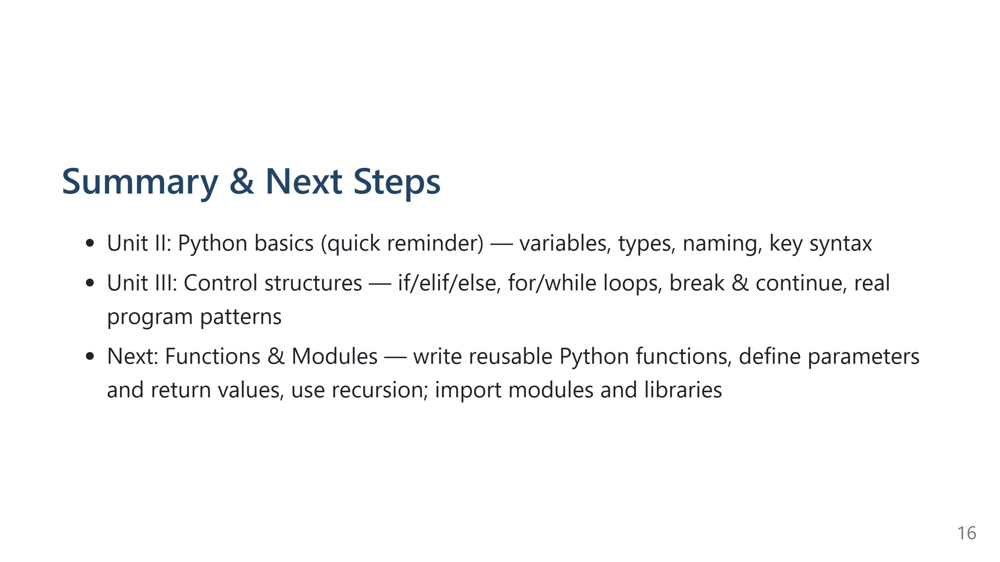 Summary & Next Steps
• Unit II: Python basics (quick reminder) — variables, types, naming, key syntax
• Unit III: Control structures — if/elif/else, for/while loops, break & continue, real
program patterns
• Next: Functions & Modules — write reusable Python functions, define parameters
and return values, use recursion; import modules and libraries
16